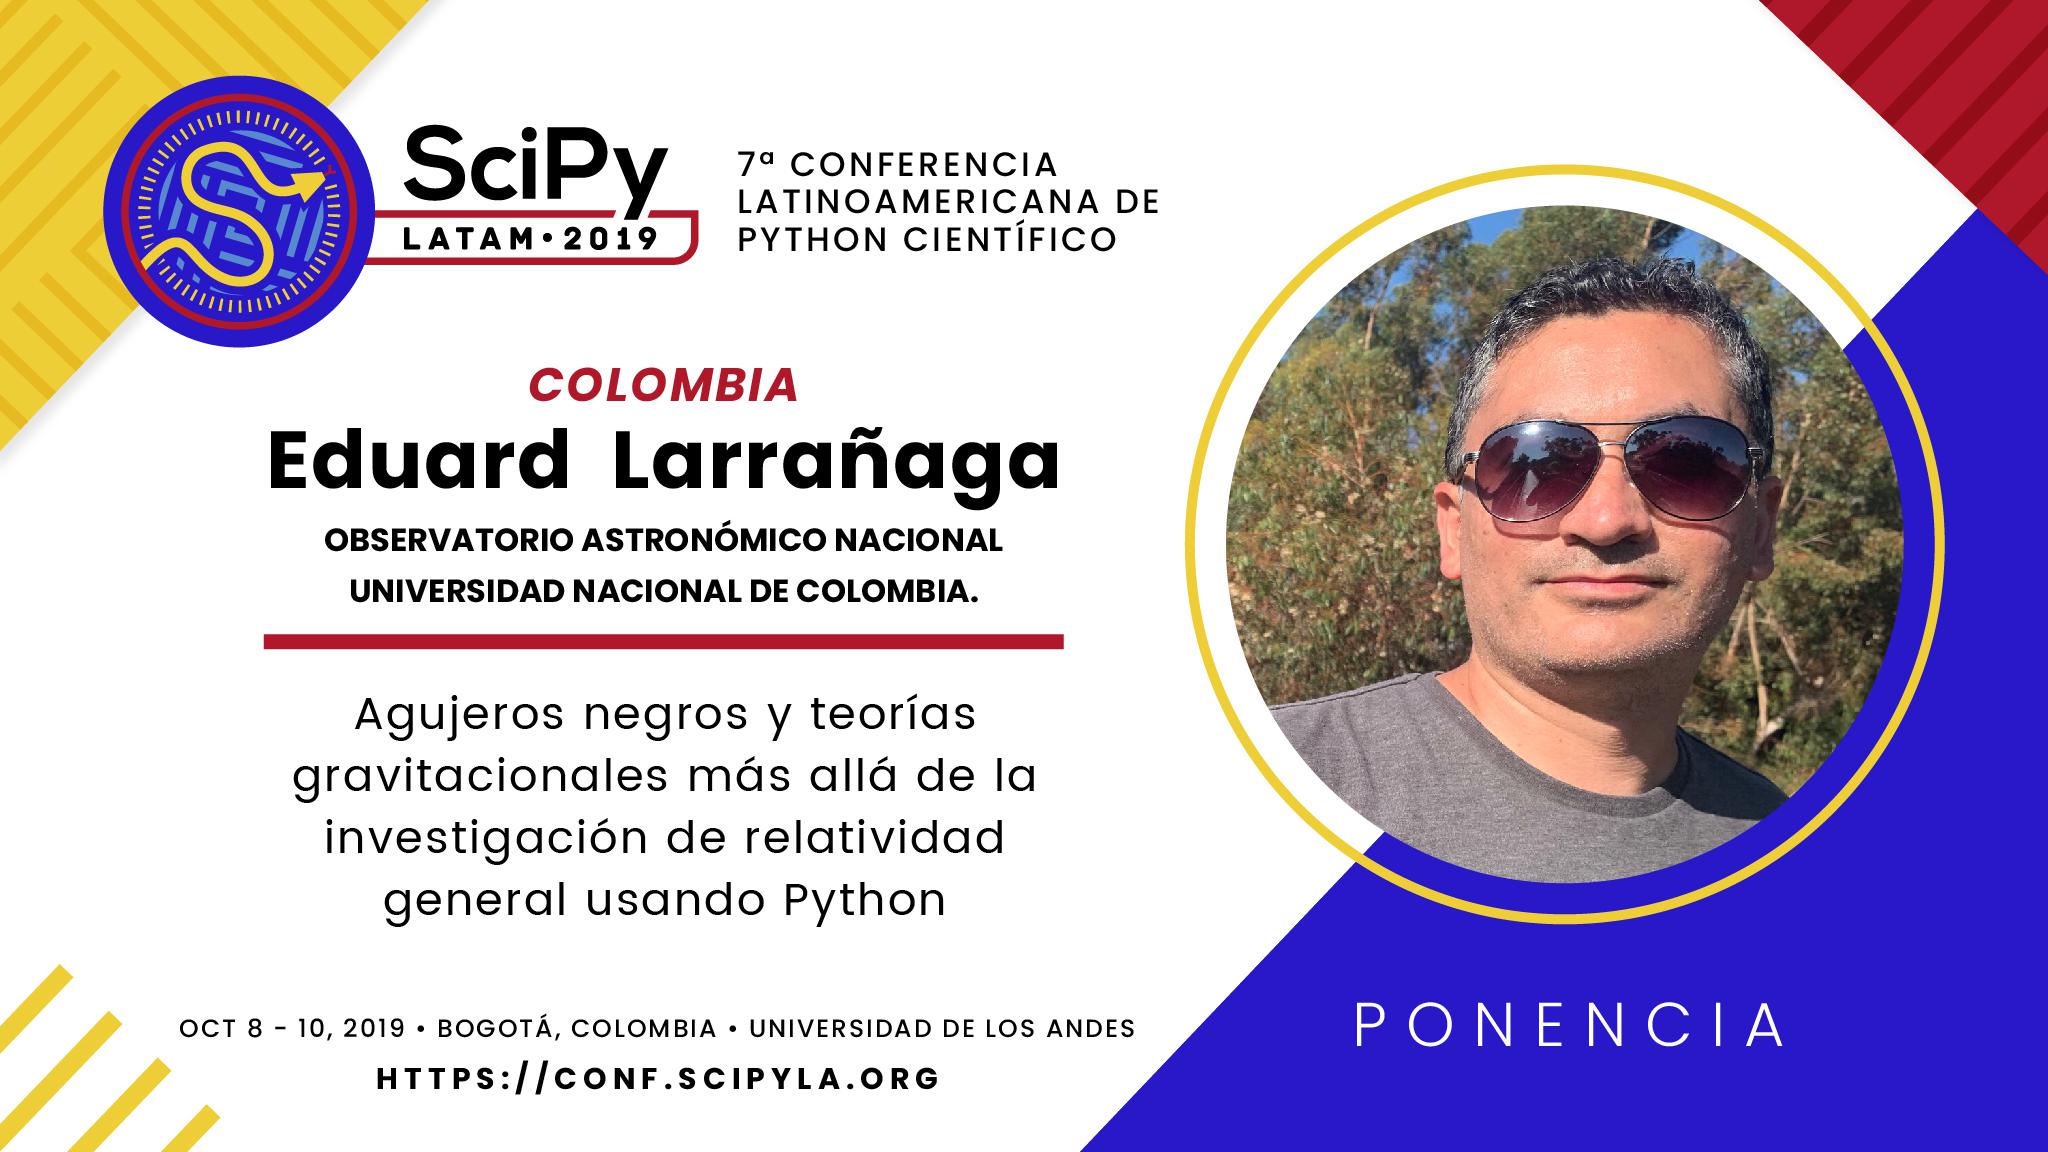 SciPy
LATAM•2019
7ª CONFERENCIA
LATINOAMERICANA DE
PYTHON CIENTÍFICO
COLOMBIA
Eduard Larrañaga
OBSERVATORIO ASTRONÓMICO NACIONAL
UNIVERSIDAD NACIONAL DE COLOMBIA.
Agujeros negros y teorías
gravitacionales más allá de la
investigación de relatividad
general usando Python
OCT 8 - 10, 2019 • BOGOTÁ, COLOMBIA • UNIVERSIDAD DE LOS ANDES
HTTPS://CONF.SCIPYLA.ORG
PONENCIA